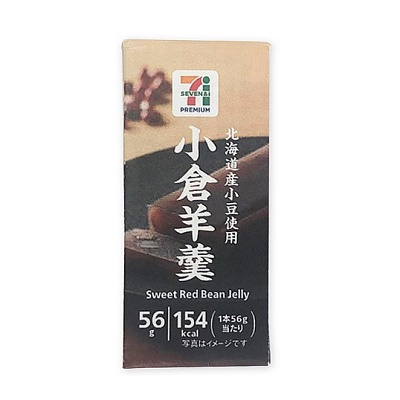 SEVEN&i
PREMIUM
北海道産小豆使用
小倉羊羹
Sweet Red Bean Jelly
56g
154kcal
(1本56g当たり)
写真はイメージです